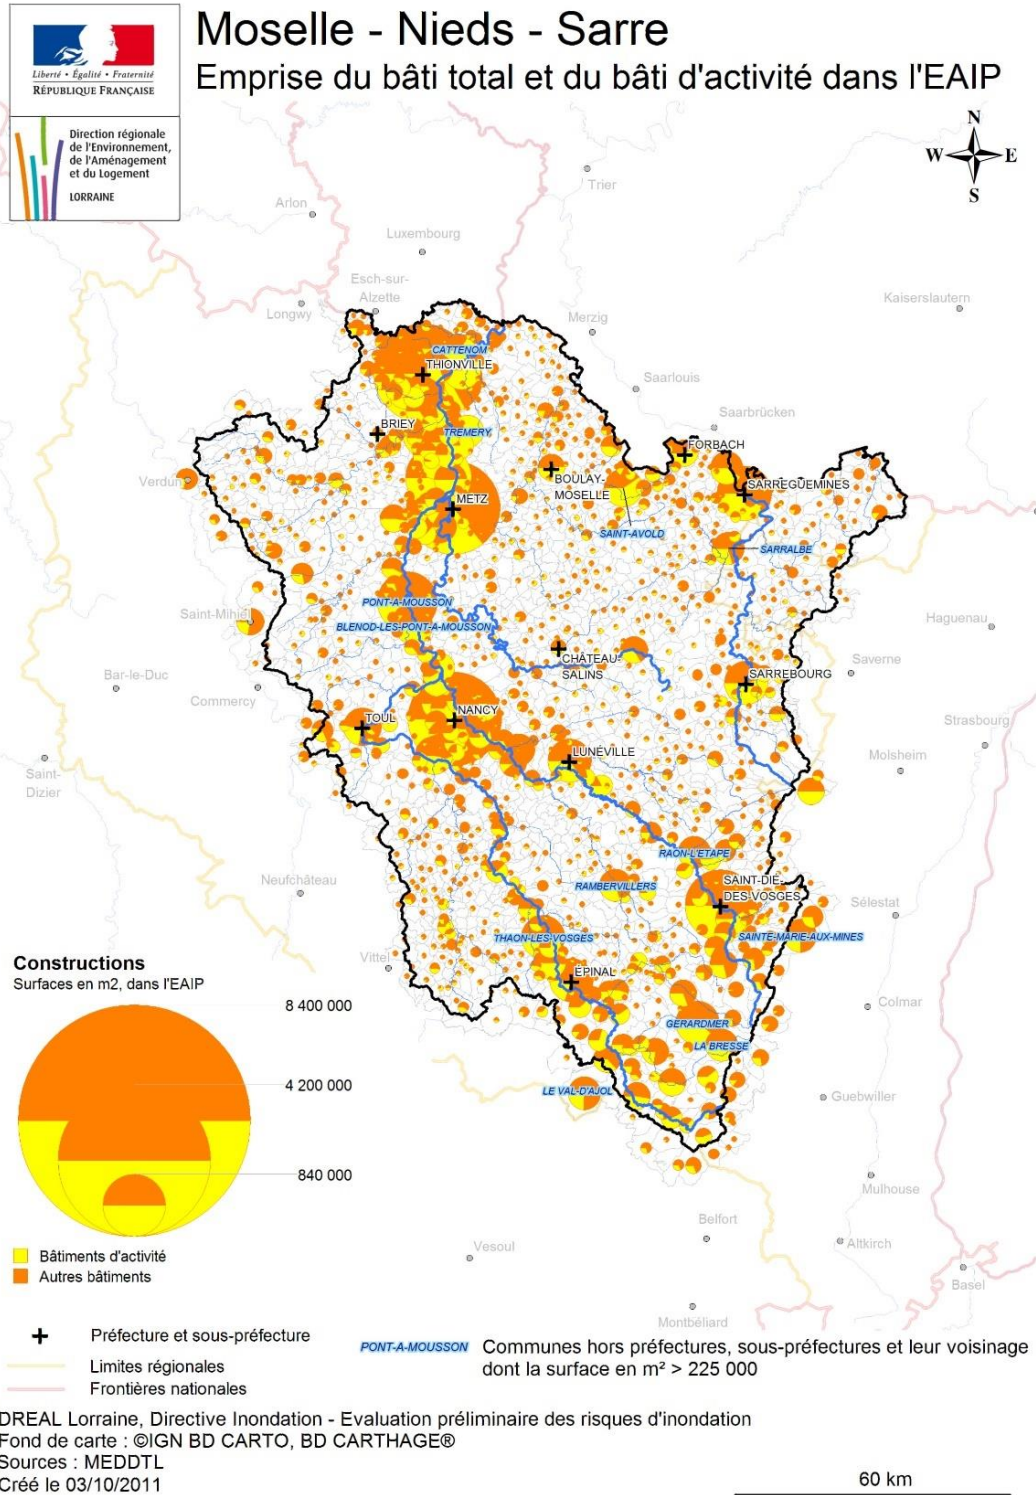 Liberté • Égalité • Fraternité
RÉPUBLIQUE FRANÇAISE
Direction régionale
de l'Environnement,
de l'Aménagement
et du Logement
LORRAINE
Moselle - Nieds - Sarre
Emprise du bâti total et du bâti d'activité dans l'EAIP
N
W
E
S
Trier
Arlon
Luxembourg
Esch-sur-
Alzette
Longwy
Merzig
Kaiserslautern
CATTENOM
THIONVILLE
Saarlouis
Saarbrücken
BRIEY
TREMERY
FORBACH
BOULAY-
MOSELLE
Verdun
SARREGUEMINES
METZ
SAINT-AVOLD
SARRALBE
PONT-A-MOUSSON
Saint-Mihiel
BLENOD-LES-PONT-A-MOUSSON
Haguenau
CHÂTEAU-
SALINS
Saverne
Bar-le-Duc
SARREBOURG
Commercy
TOUL
NANCY
Strasbourg
LUNÉVILLE
Molsheim
Saint-
Dizier
RAON-L'ETAPE
Neufchâteau
RAMBERVILLERS
SAINT-DIÉ-
DES-VOSGES
Sélestat
THAON-LES-VOSGES
SAINTE-MARIE-AUX-MINES
Vittel
ÉPINAL
Colmar
GERARDMER
LA BRESSE
LE VAL-D'AJOL
Guebwiller
Mulhouse
Belfort
Altkirch
Vesoul
Basel
Montbéliard
Constructions
Surfaces en m2, dans l'EAIP
8 400 000
4 200 000
840 000
Bâtiments d'activité
Autres bâtiments
Préfecture et sous-préfecture
Limites régionales
Frontières nationales
PONT-A-MOUSSON
Communes hors préfectures, sous-préfectures et leur voisinage
dont la surface en m² > 225 000
DREAL Lorraine, Directive Inondation - Evaluation préliminaire des risques d'inondation
Fond de carte : ©IGN BD CARTO, BD CARTHAGE®
Sources : MEDDTL
Créé le 03/10/2011
60 km